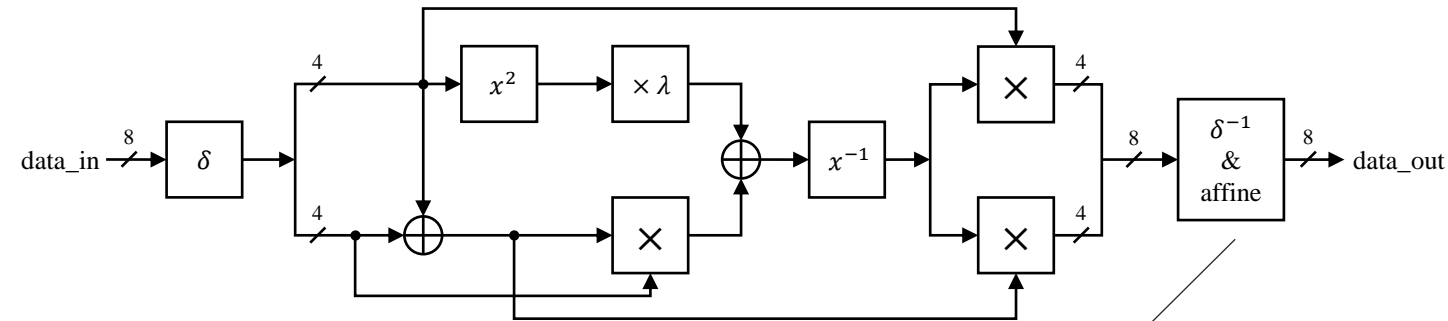 4
4
x²
× λ
×
8
8
8
data_in
δ
x⁻¹
δ⁻¹
&
affine
data_out
4
4
×
×